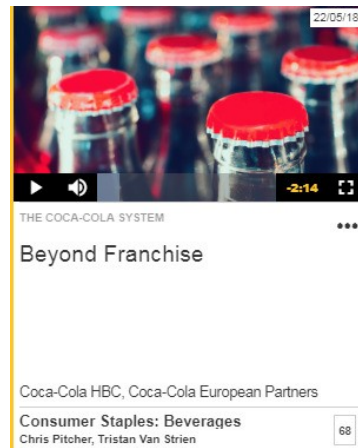 22/05/18
-2:14
THE COCA-COLA SYSTEM
Beyond Franchise
Coca-Cola HBC, Coca-Cola European Partners
Consumer Staples: Beverages
Chris Pitcher, Tristan Van Strien
68